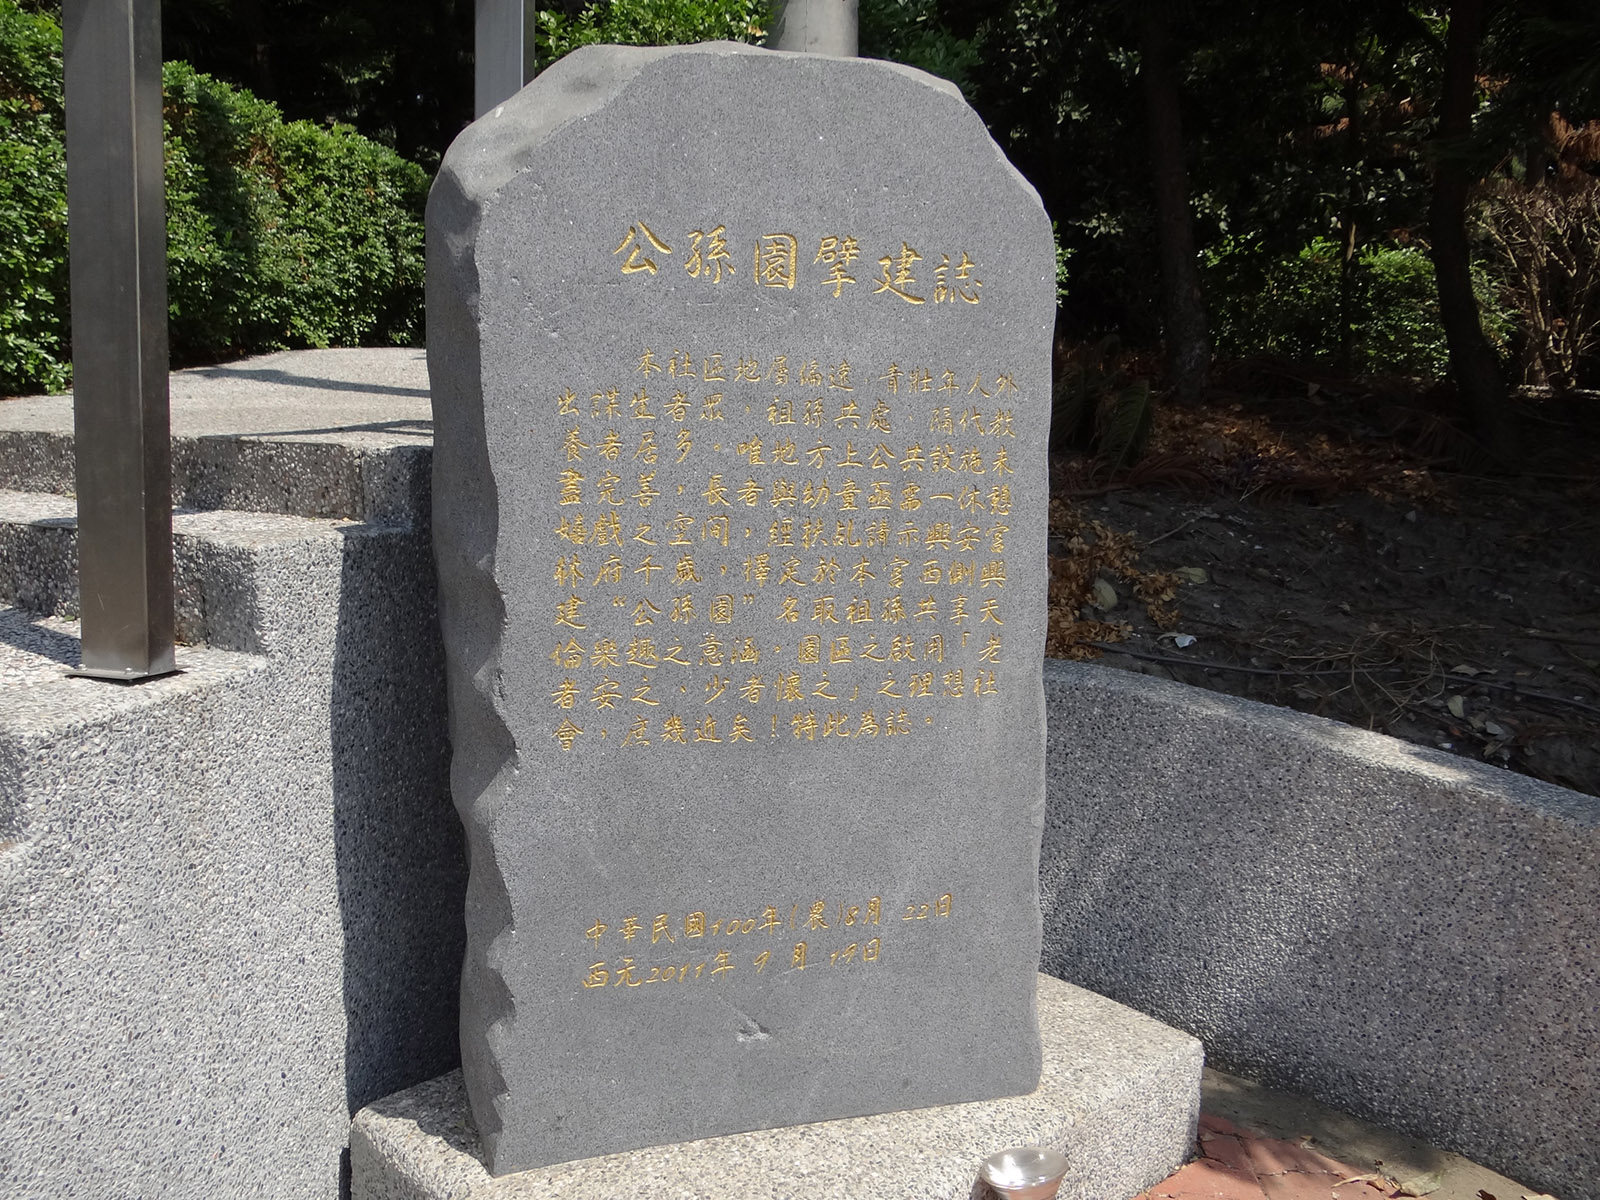 公孫園擘建誌
本社區地屬偏遠，青壯年人外
出謀生者眾，祖孫共處，隔代教
養者居多。唯地方上公共設施未
盡完善，長者與幼童亟需一休憩
嬉戲之空間，經扶乩諱示興安宮
林府千歲，擇定於本宮西側興
建“公孫園”名取祖孫共享天
倫樂趣之意涵。園區之啟用「老
者安之、少者懷之」之理想社
會，庶幾近矣！特此為誌。
中華民國100年(農)8月 22日
西元2011年 9 月 19日